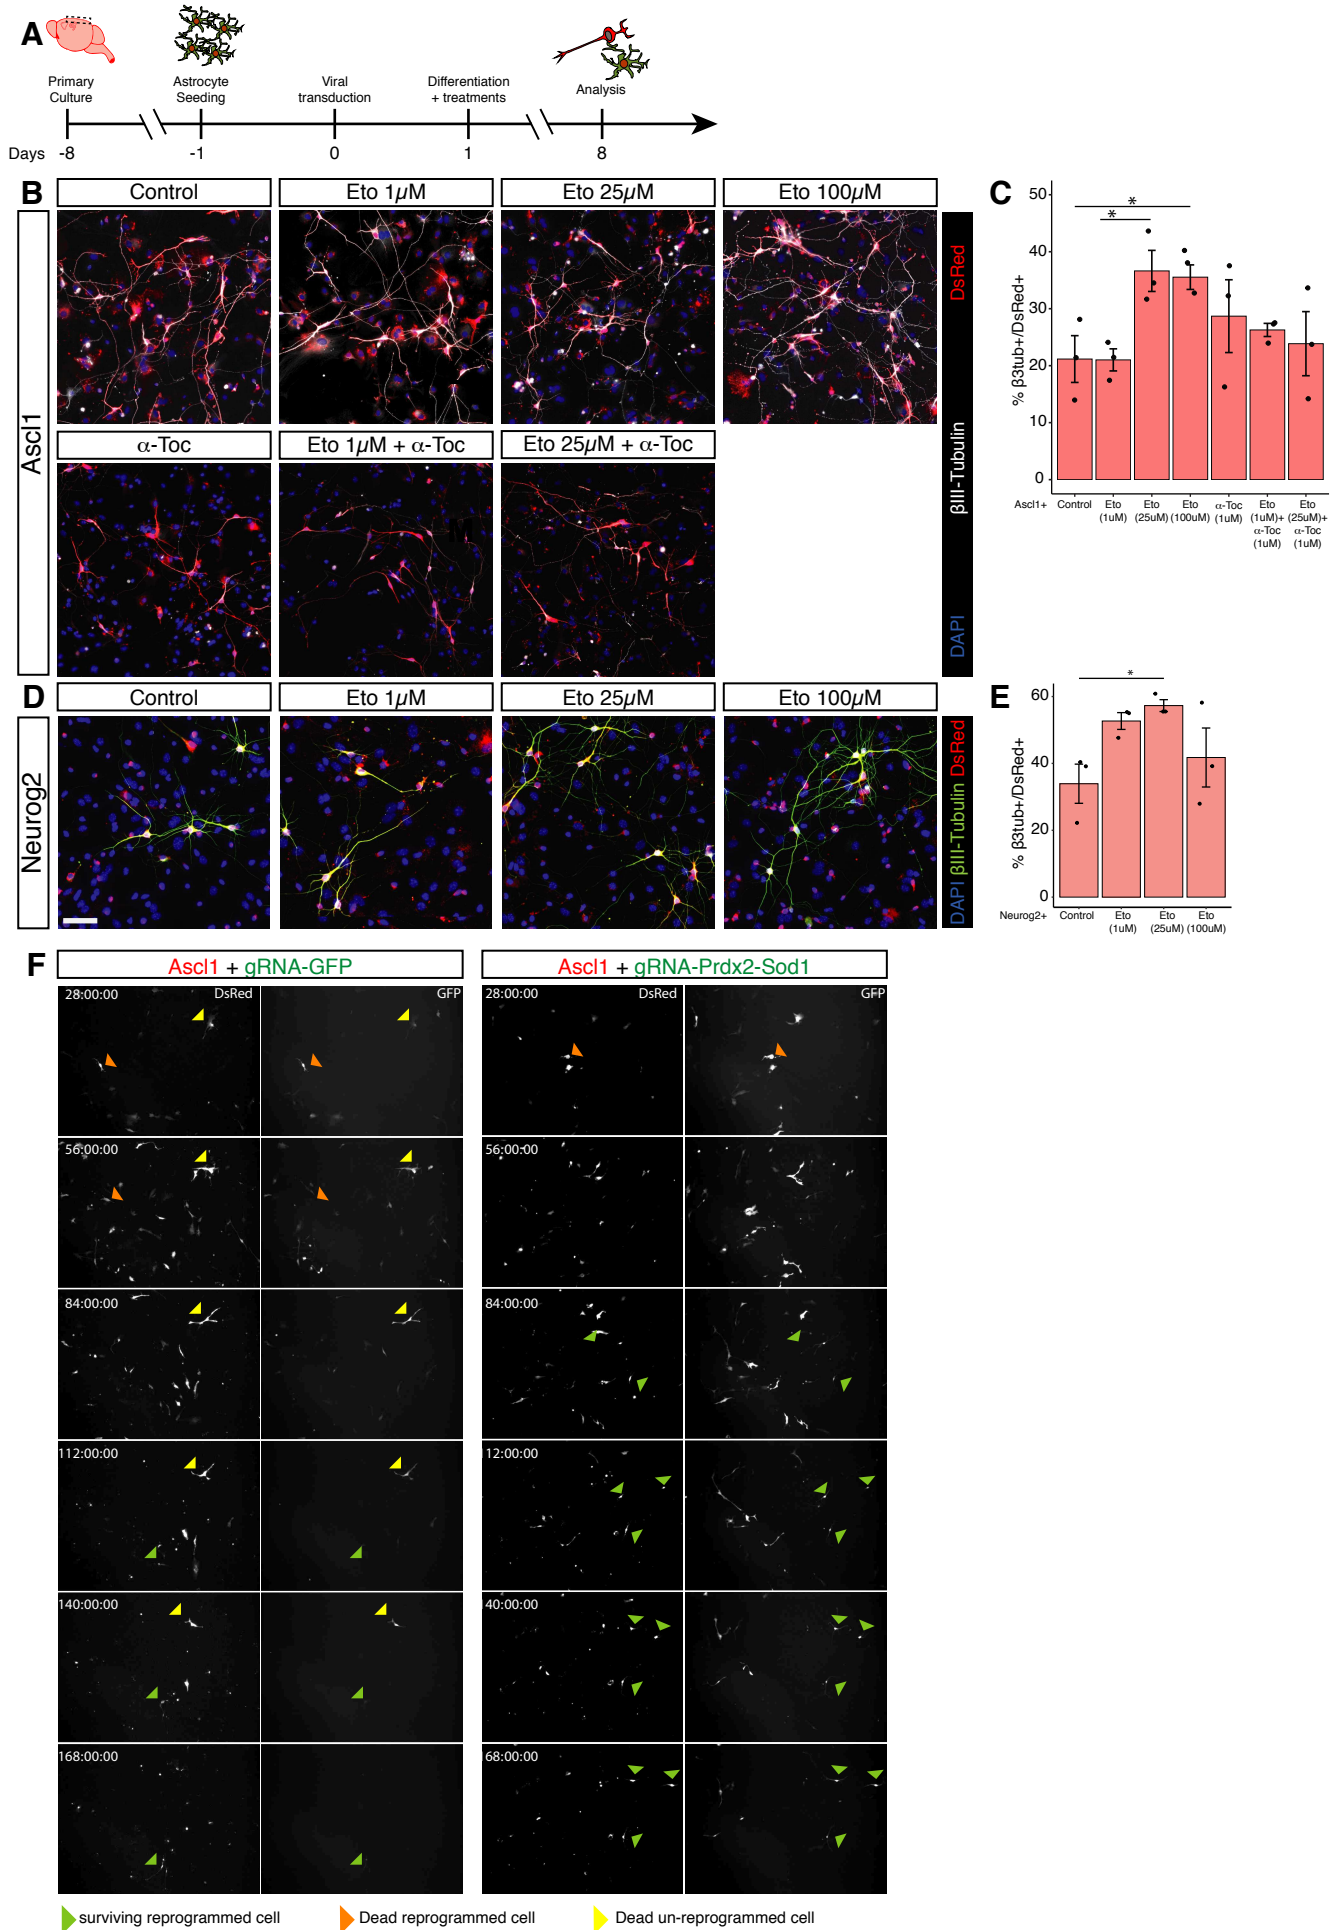 A
Primary
Culture
Astrocyte
Seeding
Viral
transduction
Differentiation
+ treatments
Analysis
Days -8 -1 0 1 8
B
Control Eto 1µM Eto 25µM Eto 100µM
Ascl1
α-Toc Eto 1µM + α-Toc Eto 25µM + α-Toc
DAPI βIII-Tubulin DsRed
C
% β3tub+/DsRed+
50
40
30
20
10
0
* *
Ascl1+ Control Eto (1uM) Eto (25uM) Eto (100uM) α-Toc (1uM) Eto (1uM)+ α-Toc (1uM) Eto (25uM)+ α-Toc (1uM)
D
Control Eto 1µM Eto 25µM Eto 100µM
Neurog2
DAPI βIII-Tubulin DsRed
E
% β3tub+/DsRed+
60
40
20
0
*
Neurog2+ Control Eto (1uM) Eto (25uM) Eto (100uM)
F
Ascl1 + gRNA-GFP
28:00:00 DsRed GFP
56:00:00
84:00:00
112:00:00
140:00:00
168:00:00
Ascl1 + gRNA-Prdx2-Sod1
28:00:00 DsRed GFP
56:00:00
84:00:00
12:00:00
40:00:00
68:00:00
surviving reprogrammed cell
Dead reprogrammed cell
Dead un-reprogrammed cell